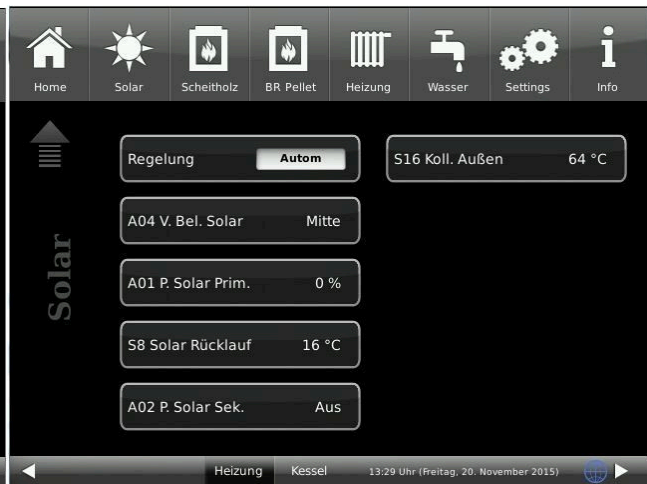 Home Solar Scheitholz BR Pellet Heizung Wasser Settings Info
Solar
Regelung Autom
A04 V. Bel. Solar Mitte
A01 P. Solar Prim. 0 %
S8 Solar Rücklauf 16 °C
A02 P. Solar Sek. Aus
S16 Koll. Außen 64 °C
Heizung Kessel 13:29 Uhr (Freitag, 20. November 2015)